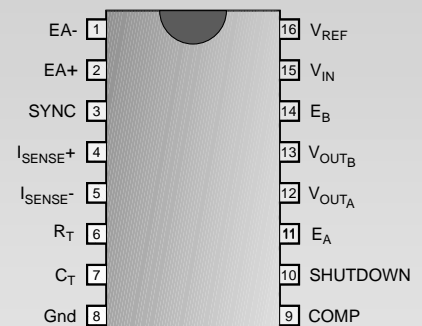 EA- 1 16 VREF
EA+ 2 15 VIN
SYNC 3 14 EB
ISENSE+ 4 13 VOUTB
ISENSE- 5 12 VOUTA
RT 6 11 EA
CT 7 10 SHUTDOWN
Gnd 8 9 COMP